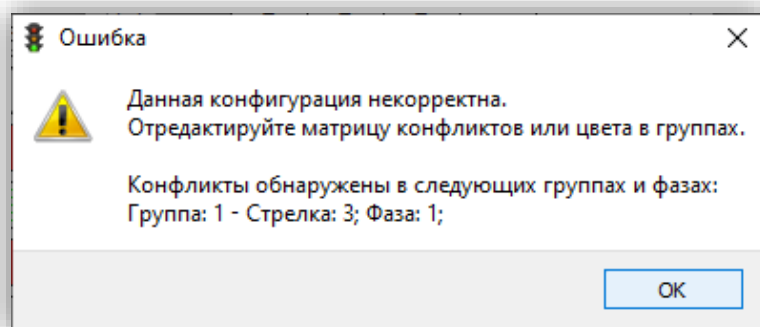 Ошибка
Данная конфигурация некорректна.
Отредактируйте матрицу конфликтов или цвета в группах.
Конфликты обнаружены в следующих группах и фазах:
Группа: 1 - Стрелка: 3; Фаза: 1;
ОК